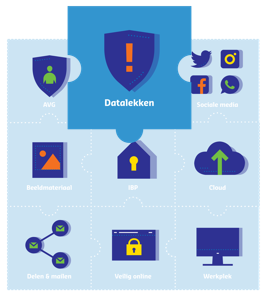 Datalekken
AVG
Sociale media
Beeldmateriaal
IBP
Cloud
Delen & mailen
Veilig online
Werkplek